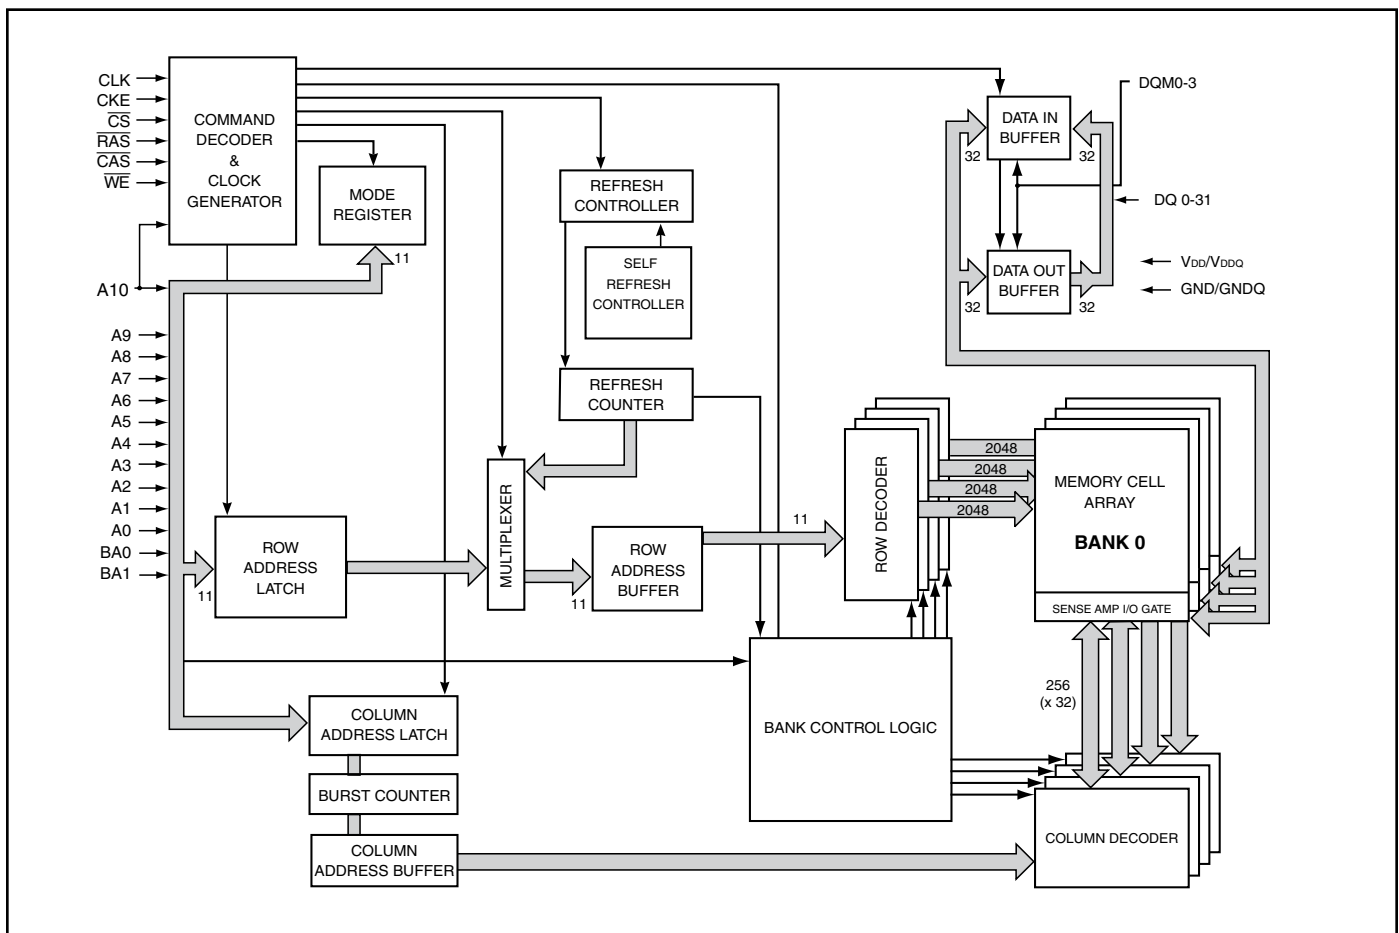 CLK
CKE
CS
RAS
CAS
WE
A10
A9
A8
A7
A6
A5
A4
A3
A2
A1
A0
BA0
BA1
COMMAND
DECODER
&
CLOCK
GENERATOR
MODE
REGISTER
11
REFRESH
CONTROLLER
SELF
REFRESH
CONTROLLER
REFRESH
COUNTER
DATA IN
BUFFER
32
32
DQM0-3
DQ 0-31
DATA OUT
BUFFER
32
32
VDD/VDDQ
GND/GNDQ
11
ROW
ADDRESS
LATCH
MULTIPLEXER
11
ROW
ADDRESS
BUFFER
11
ROW DECODER
2048
2048
2048
2048
MEMORY CELL
ARRAY
BANK 0
SENSE AMP I/O GATE
256
(x 32)
BANK CONTROL LOGIC
COLUMN
ADDRESS LATCH
BURST COUNTER
COLUMN
ADDRESS BUFFER
COLUMN DECODER